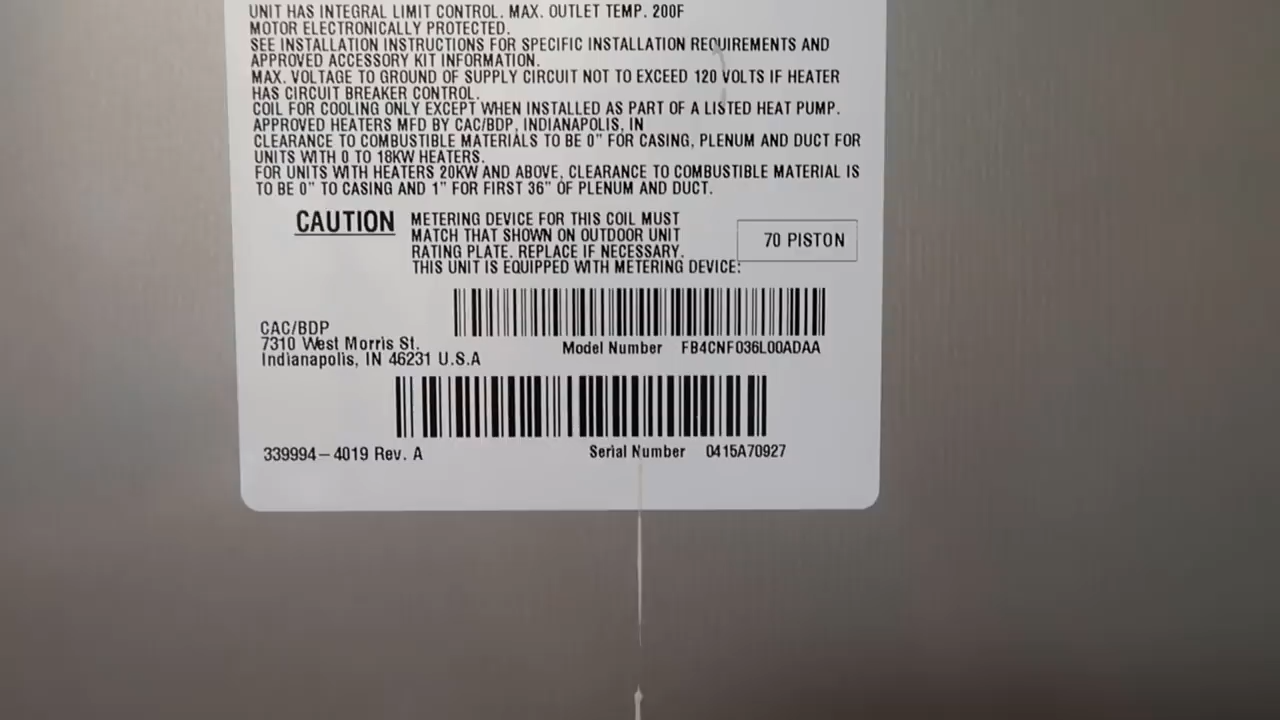 UNIT HAS INTEGRAL LIMIT CONTROL. MAX. OUTLET TEMP. 200F
MOTOR ELECTRONICALLY PROTECTED.
SEE INSTALLATION INSTRUCTIONS FOR SPECIFIC INSTALLATION REQUIREMENTS AND
APPROVED ACCESSORY KIT INFORMATION.
MAX. VOLTAGE TO GROUND OF SUPPLY CIRCUIT NOT TO EXCEED 120 VOLTS IF HEATER
HAS CIRCUIT BREAKER CONTROL.
COIL FOR COOLING ONLY EXCEPT WHEN INSTALLED AS PART OF A LISTED HEAT PUMP.
APPROVED HEATERS MFD BY CAC/BDP, INDIANAPOLIS, IN
CLEARANCE TO COMBUSTIBLE MATERIALS TO BE 0" FOR CASING, PLENUM AND DUCT FOR
UNITS WITH 0 TO 18KW HEATERS.
FOR UNITS WITH HEATERS 20KW AND ABOVE, CLEARANCE TO COMBUSTIBLE MATERIAL IS
TO BE 0" TO CASING AND 1" FOR FIRST 36" OF PLENUM AND DUCT.
CAUTION
METERING DEVICE FOR THIS COIL MUST
MATCH THAT SHOWN ON OUTDOOR UNIT
RATING PLATE. REPLACE IF NECESSARY.
THIS UNIT IS EQUIPPED WITH METERING DEVICE:
70 PISTON
CAC/BDP
7310 West Morris St.
Indianapolis, IN 46231 U.S.A
Model Number FB4CNF036L00ADAA
339994-4019 Rev. A
Serial Number 0415A70927